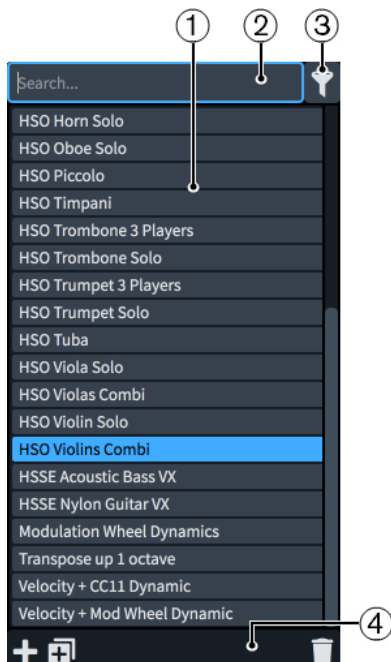 1 2 3
Search...
HSO Horn Solo
HSO Oboe Solo
HSO Piccolo
HSO Timpani
HSO Trombone 3 Players
HSO Trombone Solo
HSO Trumpet 3 Players
HSO Trumpet Solo
HSO Tuba
HSO Viola Solo
HSO Violas Combi
HSO Violin Solo
HSO Violins Combi
HSSE Acoustic Bass VX
HSSE Nylon Guitar VX
Modulation Wheel Dynamics
Transpose up 1 octave
Velocity + CC11 Dynamic
Velocity + Mod Wheel Dynamic
4